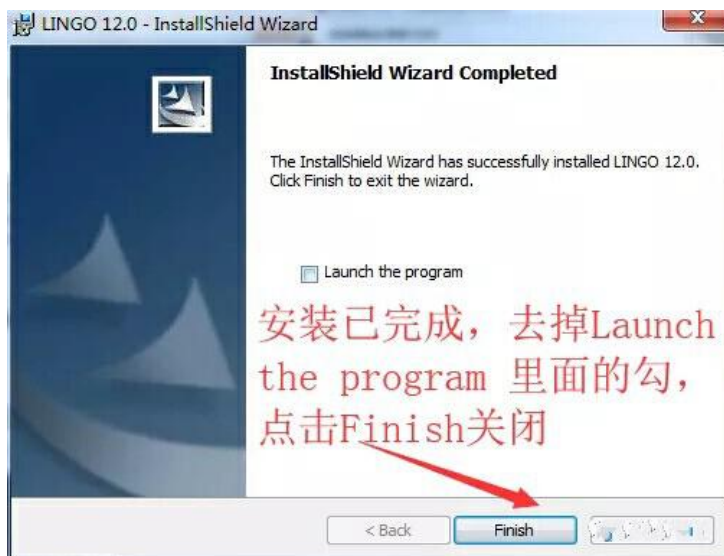 LINGO 12.0 - InstallShield Wizard
InstallShield Wizard Completed
The InstallShield Wizard has successfully installed LINGO 12.0.
Click Finish to exit the wizard.
Launch the program
安装已完成，去掉Launch
the program 里面的勾，
点击Finish关闭
< Back
Finish